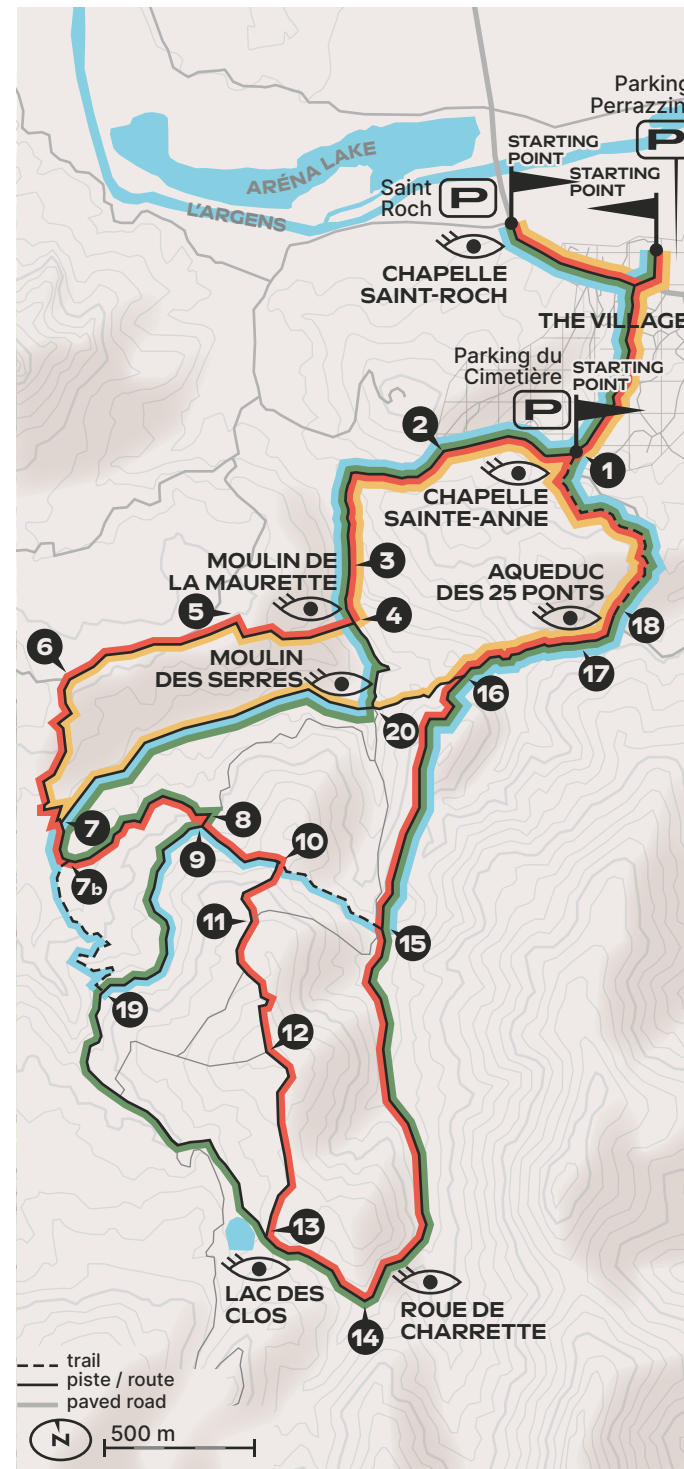 Parking
Perrazzin
P
STARTING
POINT
STARTING
POINT
Saint
Roch
P
ARÉNA LAKE
L'ARGENS
CHAPELLE
SAINT-ROCH
THE VILLAGE
Parking du
Cimetière
P
STARTING
POINT
2
1
CHAPELLE
SAINTE-ANNE
MOULIN DE
LA MAURETTE
3
AQUEDUC
DES 25 PONTS
5
4
18
6
MOULIN
DES SERRES
17
16
20
7
8
9
10
7b
11
15
19
12
13
LAC DES
CLOS
ROUE DE
CHARRETTE
14
trail
piste / route
paved road
N
500 m